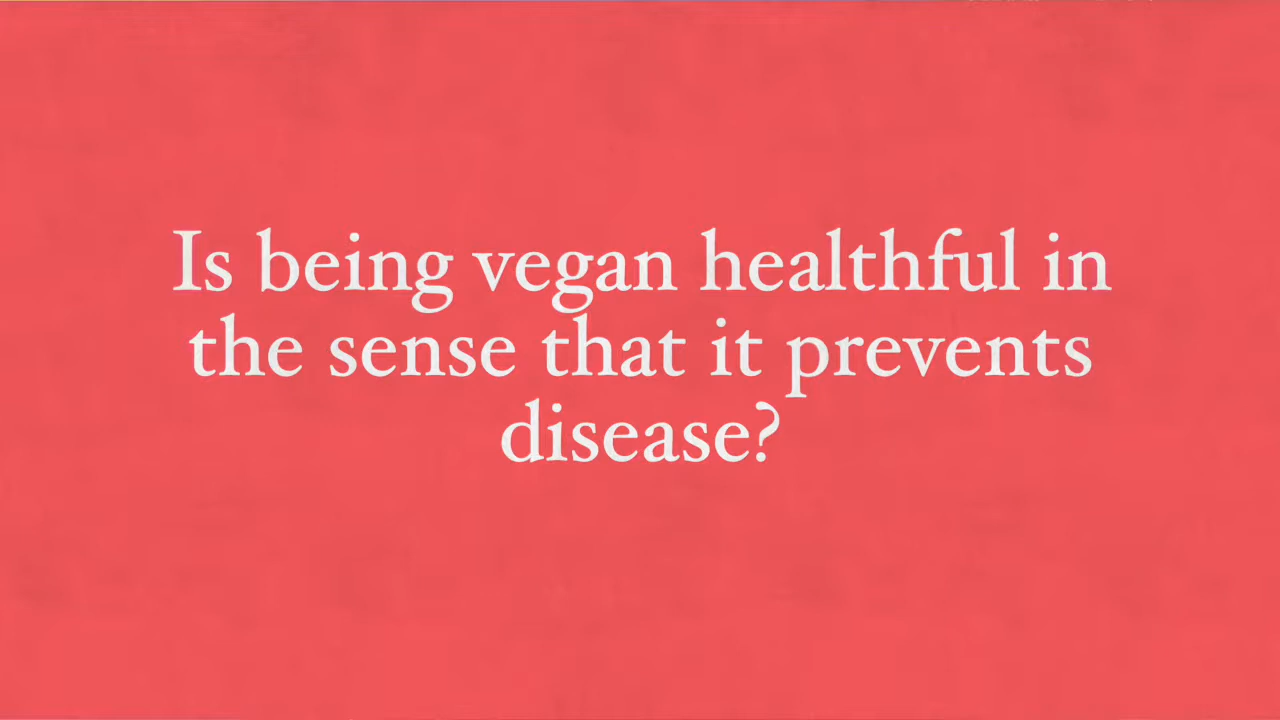 Is being vegan healthful in
the sense that it prevents
disease?